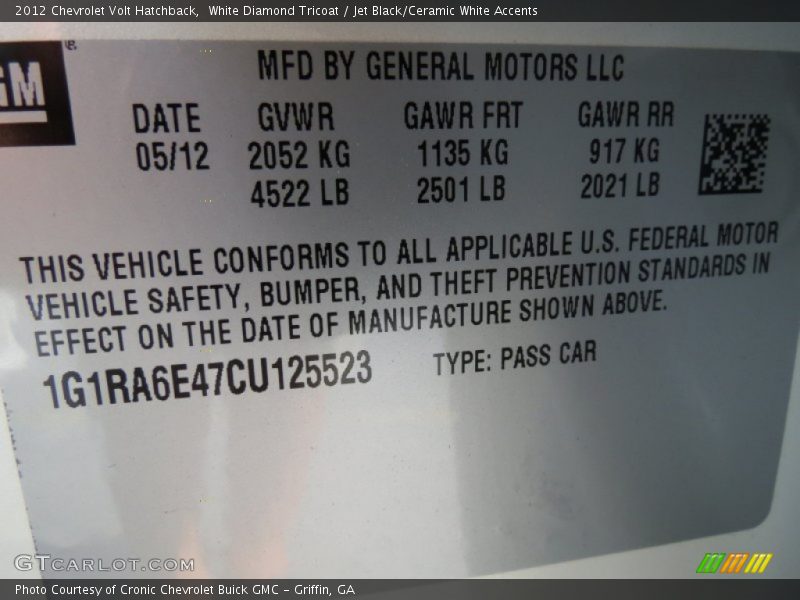 2012 Chevrolet Volt Hatchback,  White Diamond Tricoat / Jet Black/Ceramic White Accents
GM ®
MFD BY GENERAL MOTORS LLC
DATE GVWR GAWR FRT GAWR RR
05/12 2052 KG 1135 KG 917 KG
4522 LB 2501 LB 2021 LB
THIS VEHICLE CONFORMS TO ALL APPLICABLE U.S. FEDERAL MOTOR
VEHICLE SAFETY, BUMPER, AND THEFT PREVENTION STANDARDS IN
EFFECT ON THE DATE OF MANUFACTURE SHOWN ABOVE.
1G1RA6E47CU125523 TYPE: PASS CAR
GTCARLOT.COM
Photo Courtesy of Cronic Chevrolet Buick GMC – Griffin, GA